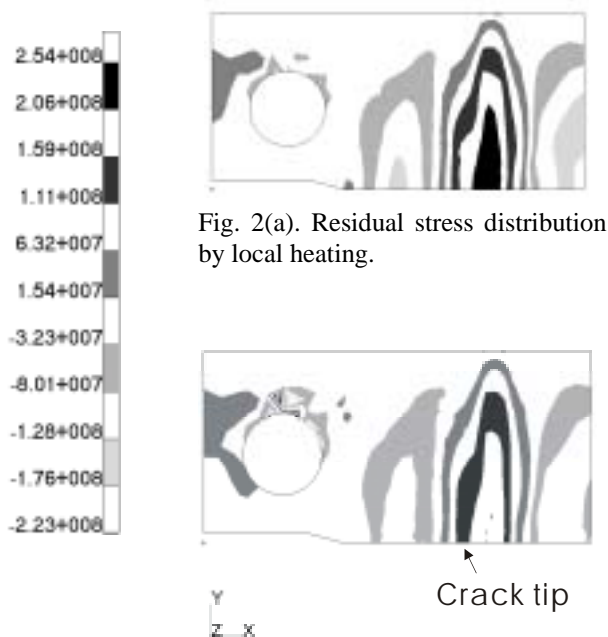 2.54+008
2.06+008
1.59+008
1.11+008
6.32+007
1.54+007
-3.23+007
-8.01+007
-1.28+008
-1.76+008
-2.23+008
Fig. 2(a). Residual stress distribution
by local heating.
Crack tip
Y
Z X